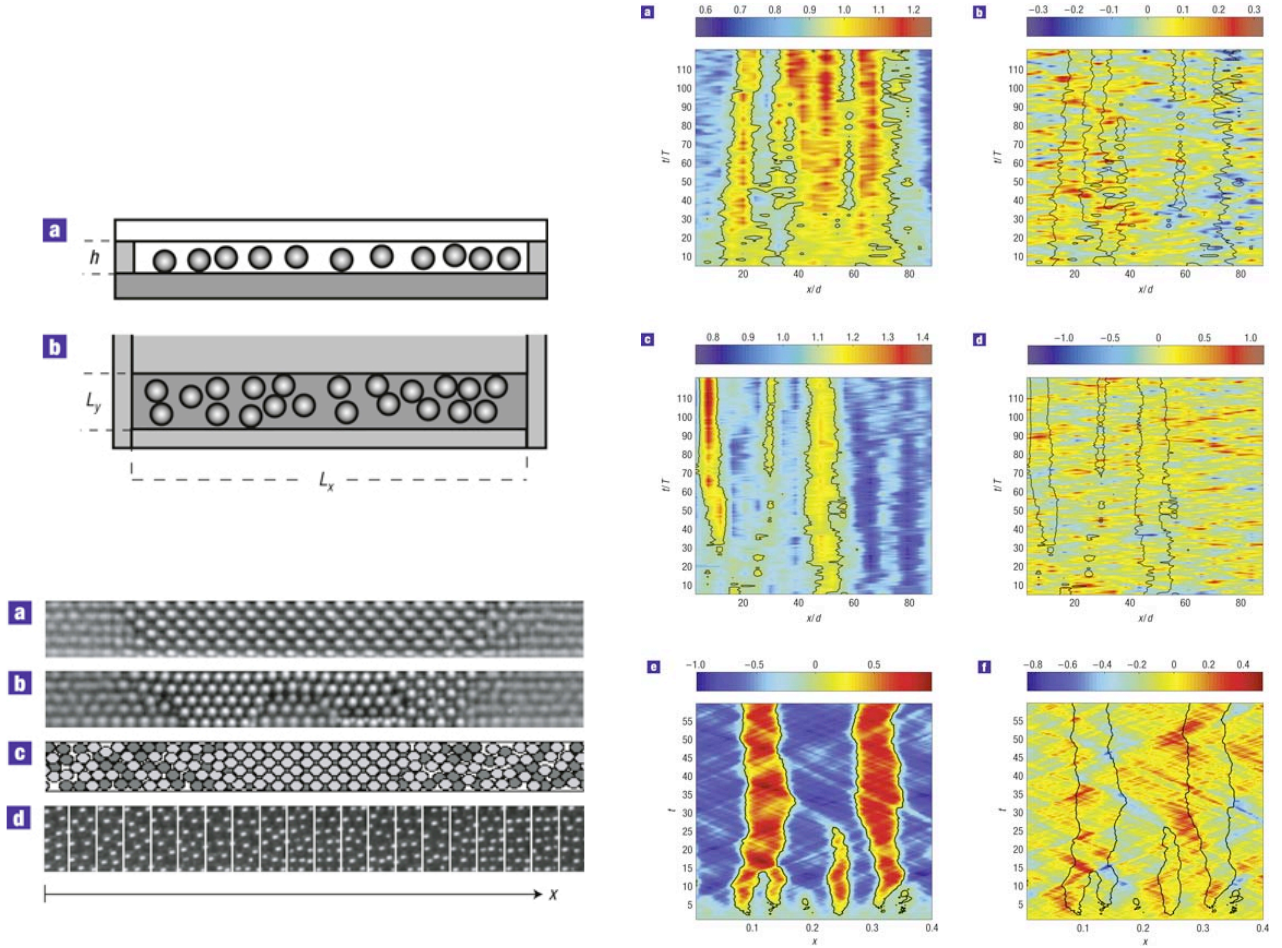 a
h
b
L_y
L_x
a
b
c
d
x
a
0.6 0.7 0.8 0.9 1.0 1.1 1.2
110
100
90
80
70
60
50
40
30
20
10
t/T
20 40 60 80
x/d
b
−0.3 −0.2 −0.1 0 0.1 0.2 0.3
110
100
90
80
70
60
50
40
30
20
10
t/T
20 40 60 80
x/d
c
0.8 0.9 1.0 1.1 1.2 1.3 1.4
110
100
90
80
70
60
50
40
30
20
10
t/T
20 40 60 80
x/d
d
−1.0 −0.5 0 0.5 1.0
110
100
90
80
70
60
50
40
30
20
10
t/T
20 40 60 80
x/d
e
−1.0 −0.5 0 0.5
55
50
45
40
35
30
25
20
15
10
5
t
0.1 0.2 0.3 0.4
x
f
−0.8 −0.6 −0.4 −0.2 0 0.2 0.4
55
50
45
40
35
30
25
20
15
10
5
t
0.1 0.2 0.3 0.4
x